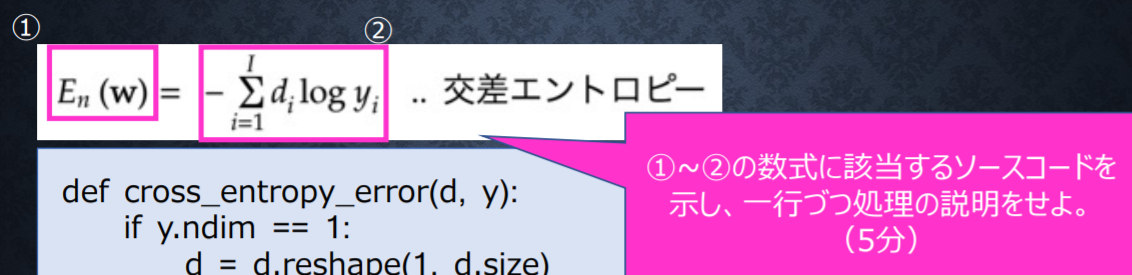 ① ②
E_n (w) = − Σ_{i=1}^{I} d_i log y_i .. 交差エントロピー
①~②の数式に該当するソースコードを
示し、一行づつ処理の説明をせよ。
(5分)
def cross_entropy_error(d, y):
if y.ndim == 1:
d = d.reshape(1, d.size)